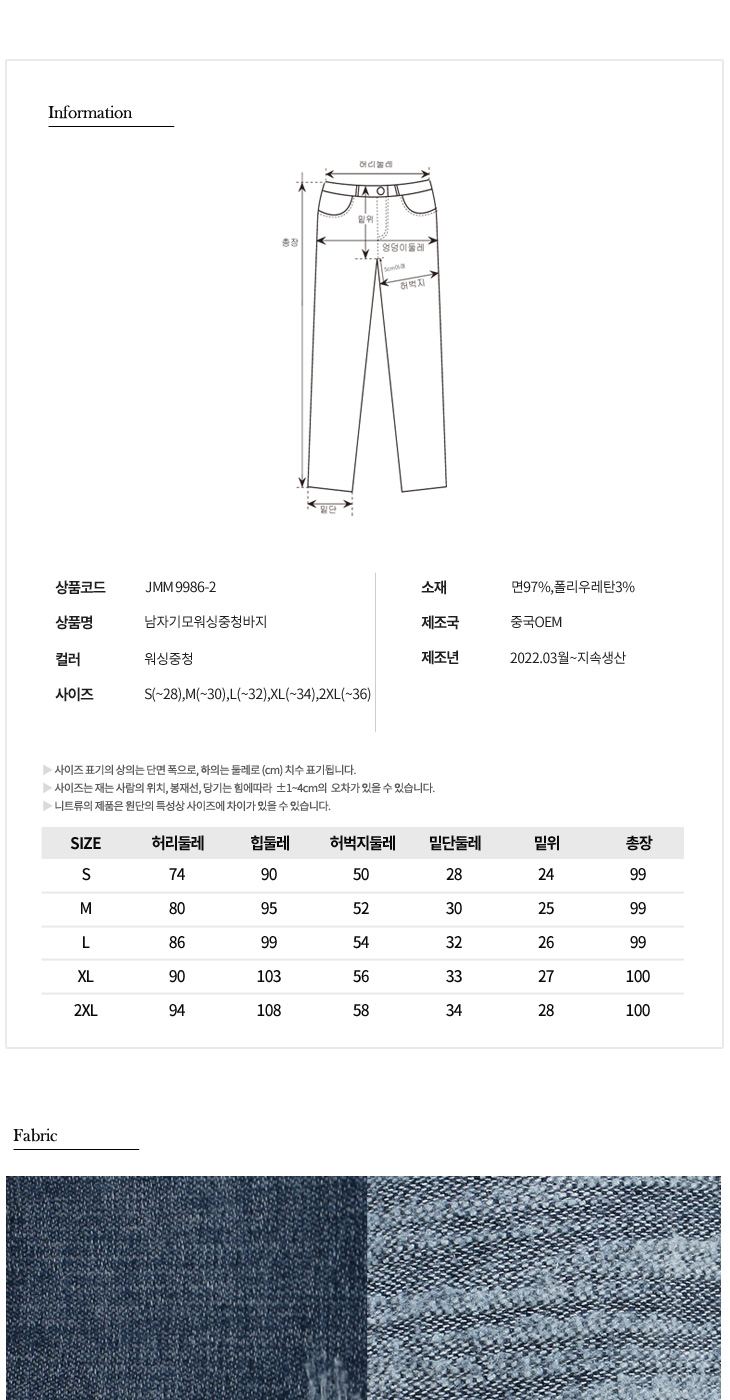 Information
허리둘레
밑위
총장
엉덩이둘레
허벅지
밑단
상품코드 JMM9986-2
상품명 남자기모워싱중청바지
컬러 워싱중청
사이즈 S(~28),M(~30),L(~32),XL(~34),2XL(~36)
소재 면97%,폴리우레탄3%
제조국 중국OEM
제조년 2022.03월~지속생산
▶ 사이즈 표기의 상의는 단면 폭으로, 하의는 둘레로 (cm) 치수 표기됩니다.
▶ 사이즈는 재는 사람의 위치, 봉재선, 당기는 힘에따라 ±1~4cm의 오차가 있을 수 있습니다.
▶ 니트류의 제품은 원단의 특성상 사이즈에 차이가 있을 수 있습니다.
SIZE 허리둘레 힙둘레 허벅지둘레 밑단둘레 밑위 총장
S 74 90 50 28 24 99
M 80 95 52 30 25 99
L 86 99 54 32 26 99
XL 90 103 56 33 27 100
2XL 94 108 58 34 28 100
Fabric